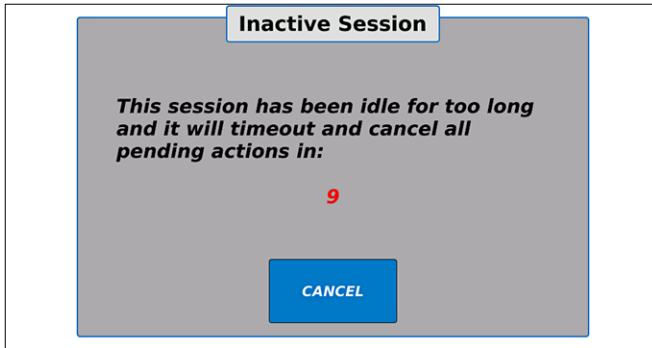 Inactive Session
This session has been idle for too long
and it will timeout and cancel all
pending actions in:
9
CANCEL